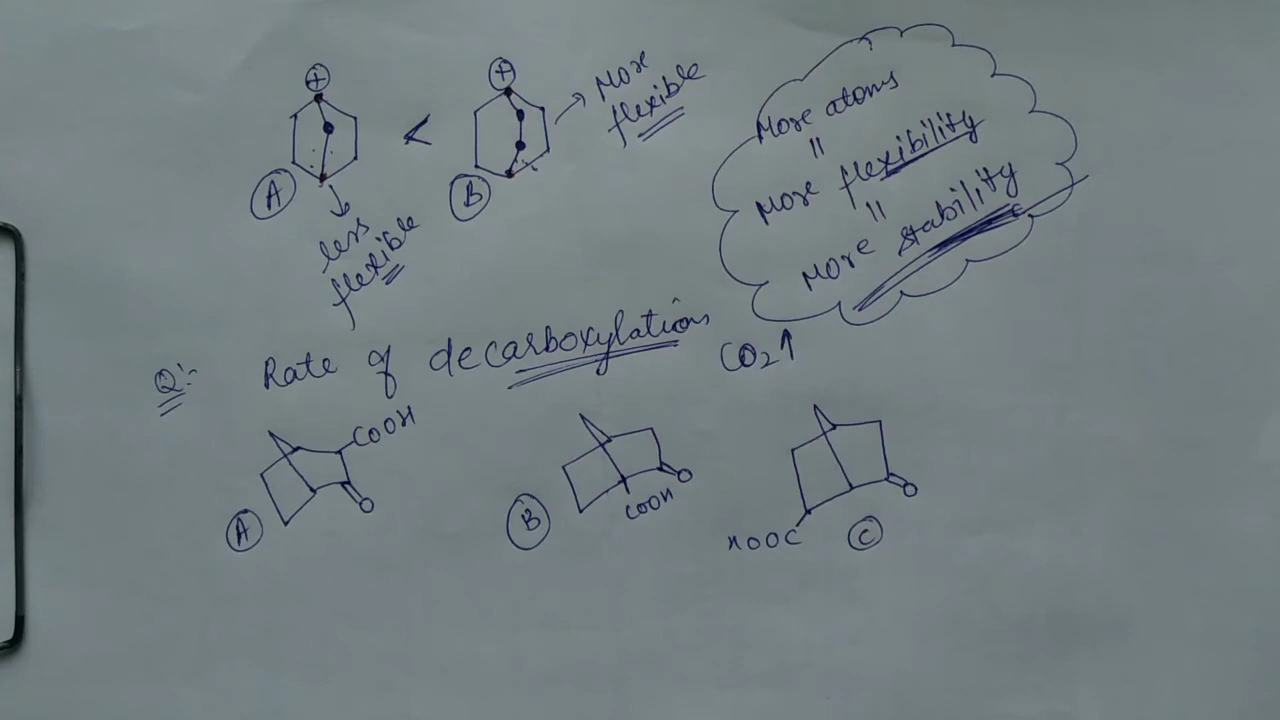 ⊕ ⊕
Ⓐ < Ⓑ
More
flexible
less
flexible
More atoms
"
More flexibility
"
More stability
Q:- Rate of decarboxylation CO2↑
COOH
O
Ⓐ
O
COOH
Ⓑ
O
HOOC
Ⓒ